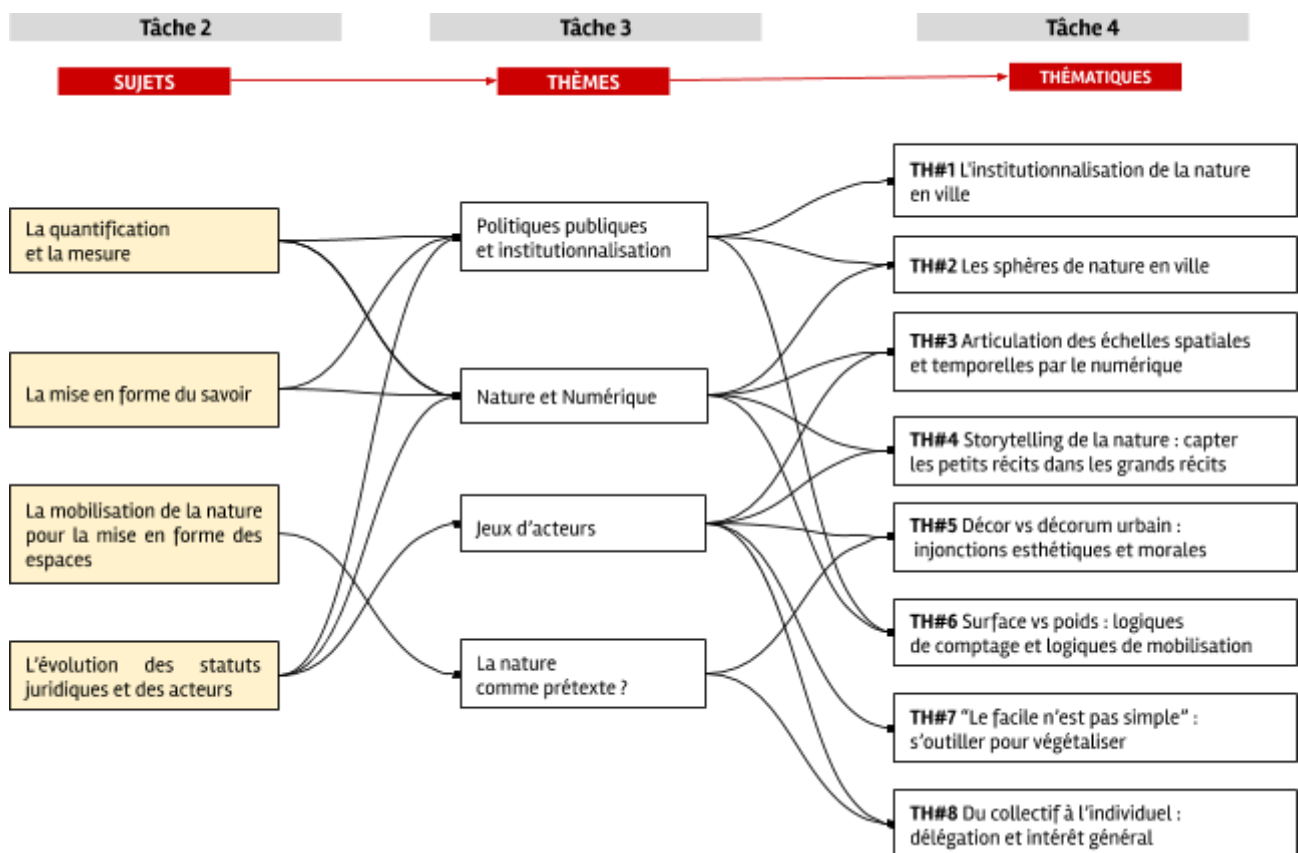 Tâche 2
Tâche 3
Tâche 4
SUJETS
THÈMES
THÉMATIQUES
La quantification
et la mesure
La mise en forme du savoir
La mobilisation de la nature
pour la mise en forme des
espaces
L'évolution des statuts
juridiques et des acteurs
Politiques publiques
et institutionnalisation
Nature et Numérique
Jeux d'acteurs
La nature
comme prétexte ?
TH#1 L'institutionnalisation de la nature
en ville
TH#2 Les sphères de nature en ville
TH#3 Articulation des échelles spatiales
et temporelles par le numérique
TH#4 Storytelling de la nature : capter
les petits récits dans les grands récits
TH#5 Décor vs décorum urbain :
injonctions esthétiques et morales
TH#6 Surface vs poids : logiques
de comptage et logiques de mobilisation
TH#7 “Le facile n’est pas simple” :
s’outiller pour végétaliser
TH#8 Du collectif à l’individuel :
délégation et intérêt général